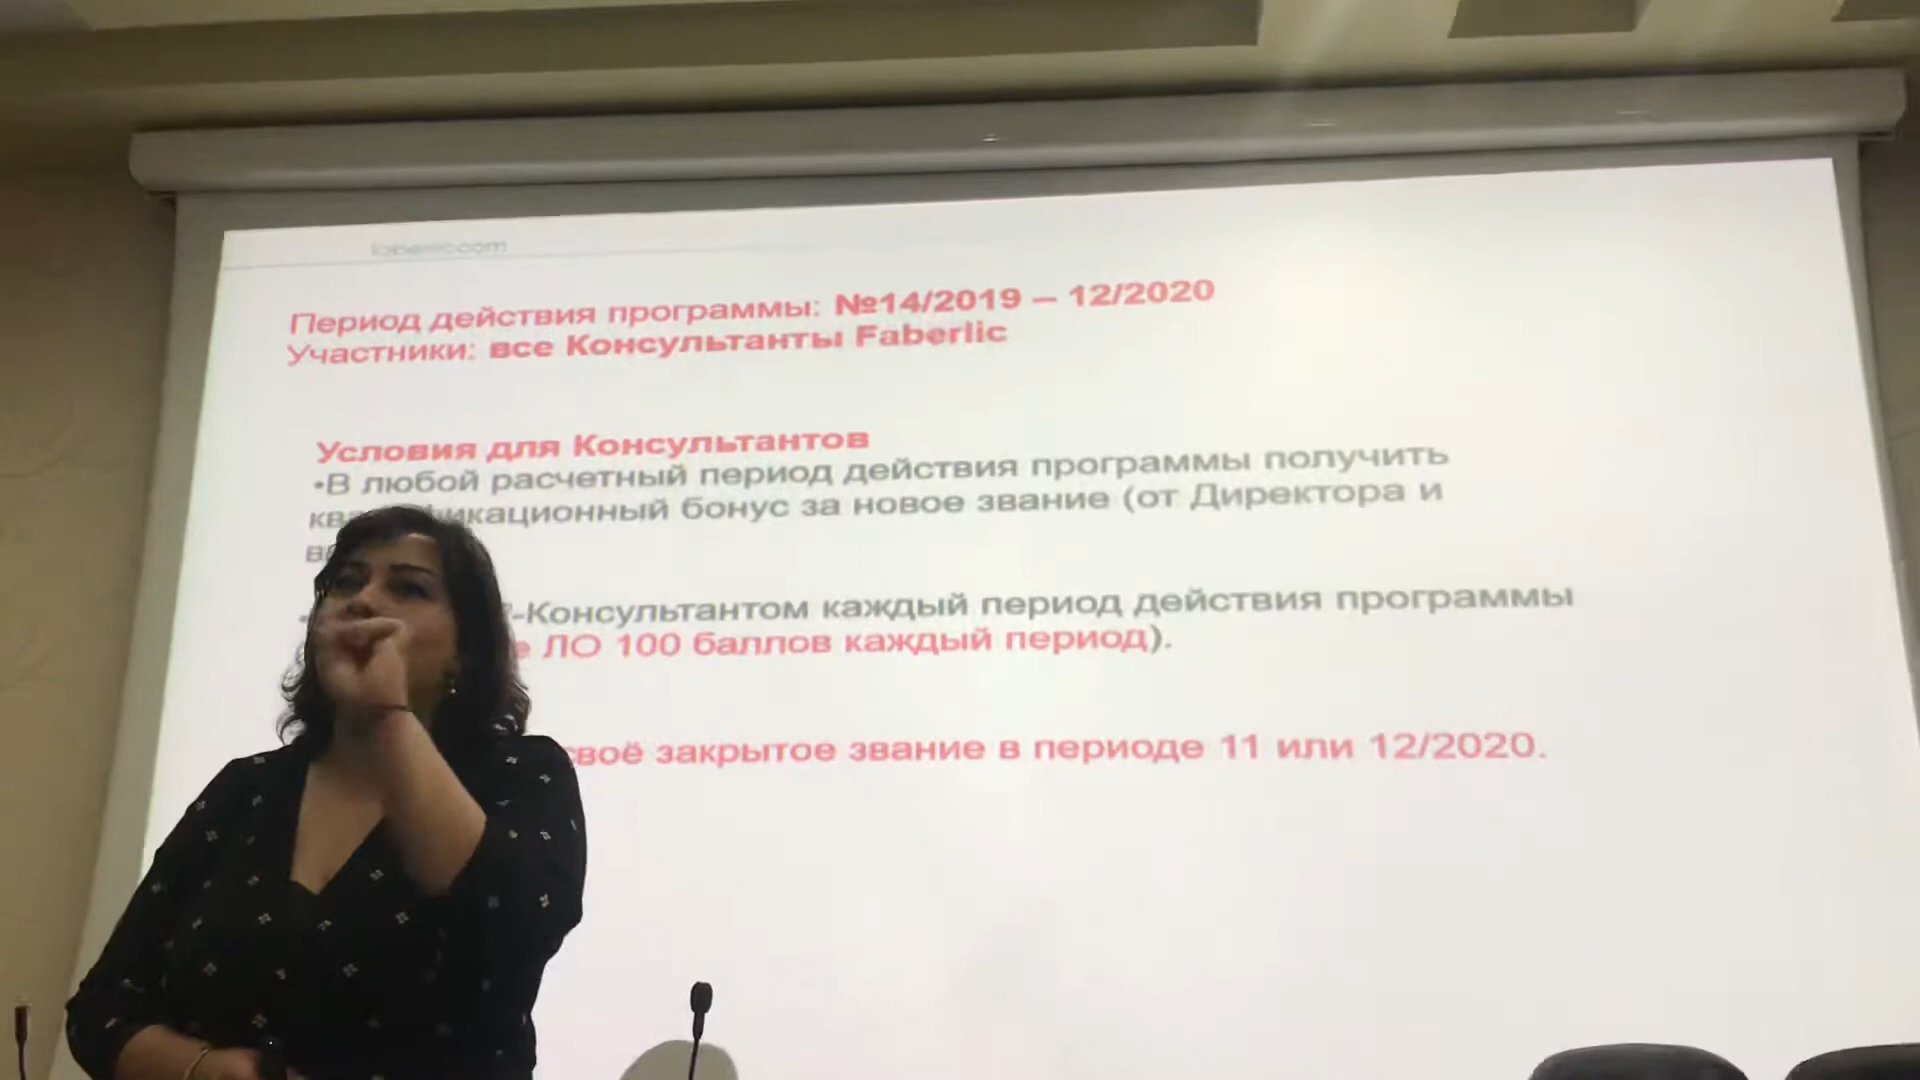 faberlic.com
Период действия программы: №14/2019 – 12/2020
Участники: все Консультанты Faberlic
Условия для Консультантов
•В любой расчетный период действия программы получить
бонус за новое звание (от Директора и
-Консультантом каждый период действия программы
ЛО 100 баллов каждый период).
своё закрытое звание в периоде 11 или 12/2020.